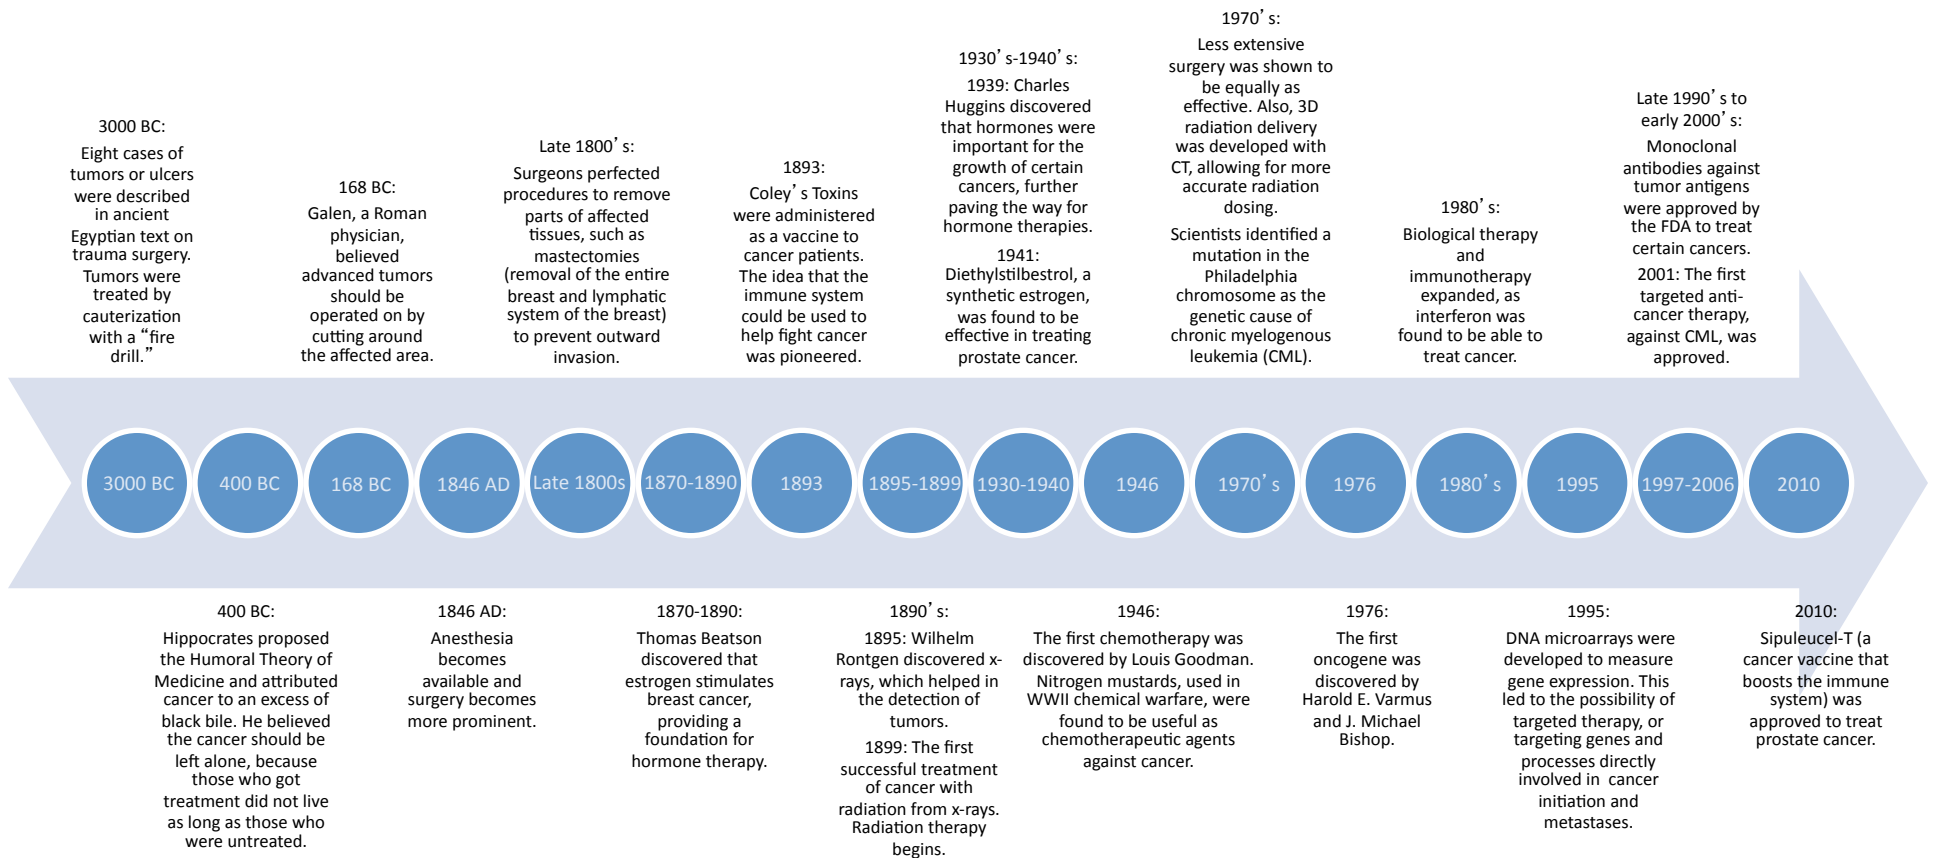 3000 BC:
Eight cases of
tumors or ulcers
were described
in ancient
Egyptian text on
trauma surgery.
Tumors were
treated by
cauterization
with a “fire
drill.”
168 BC:
Galen, a Roman
physician,
believed
advanced tumors
should be
operated on by
cutting around
the affected area.
Late 1800’s:
Surgeons perfected
procedures to remove
parts of affected
tissues, such as
mastectomies
(removal of the entire
breast and lymphatic
system of the breast)
to prevent outward
invasion.
1893:
Coley’s Toxins
were administered
as a vaccine to
cancer patients.
The idea that the
immune system
could be used to
help fight cancer
was pioneered.
1930’s-1940’s:
1939: Charles
Huggins discovered
that hormones were
important for the
growth of certain
cancers, further
paving the way for
hormone therapies.
1941:
Diethylstilbestrol, a
synthetic estrogen,
was found to be
effective in treating
prostate cancer.
1970’s:
Less extensive
surgery was shown to
be equally as
effective. Also, 3D
radiation delivery
was developed with
CT, allowing for more
accurate radiation
dosing.
Scientists identified a
mutation in the
Philadelphia
chromosome as the
genetic cause of
chronic myelogenous
leukemia (CML).
1980’s:
Biological therapy
and
immunotherapy
expanded, as
interferon was
found to be able to
treat cancer.
Late 1990’s to
early 2000’s:
Monoclonal
antibodies against
tumor antigens
were approved by
the FDA to treat
certain cancers.
2001: The first
targeted anti-
cancer therapy,
against CML, was
approved.
3000 BC
400 BC
168 BC
1846 AD
Late 1800s
1870-1890
1893
1895-1899
1930-1940
1946
1970’s
1976
1980’s
1995
1997-2006
2010
400 BC:
Hippocrates proposed
the Humoral Theory of
Medicine and attributed
cancer to an excess of
black bile. He believed
the cancer should be
left alone, because
those who got
treatment did not live
as long as those who
were untreated.
1846 AD:
Anesthesia
becomes
available and
surgery becomes
more prominent.
1870-1890:
Thomas Beatson
discovered that
estrogen stimulates
breast cancer,
providing a
foundation for
hormone therapy.
1890’s:
1895: Wilhelm
Rontgen discovered x-
rays, which helped in
the detection of
tumors.
1899: The first
successful treatment
of cancer with
radiation from x-rays.
Radiation therapy
begins.
1946:
The first chemotherapy was
discovered by Louis Goodman.
Nitrogen mustards, used in
WWII chemical warfare, were
found to be useful as
chemotherapeutic agents
against cancer.
1976:
The first
oncogene was
discovered by
Harold E. Varmus
and J. Michael
Bishop.
1995:
DNA microarrays were
developed to measure
gene expression. This
led to the possibility of
targeted therapy, or
targeting genes and
processes directly
involved in cancer
initiation and
metastases.
2010:
Sipuleucel-T (a
cancer vaccine that
boosts the immune
system) was
approved to treat
prostate cancer.